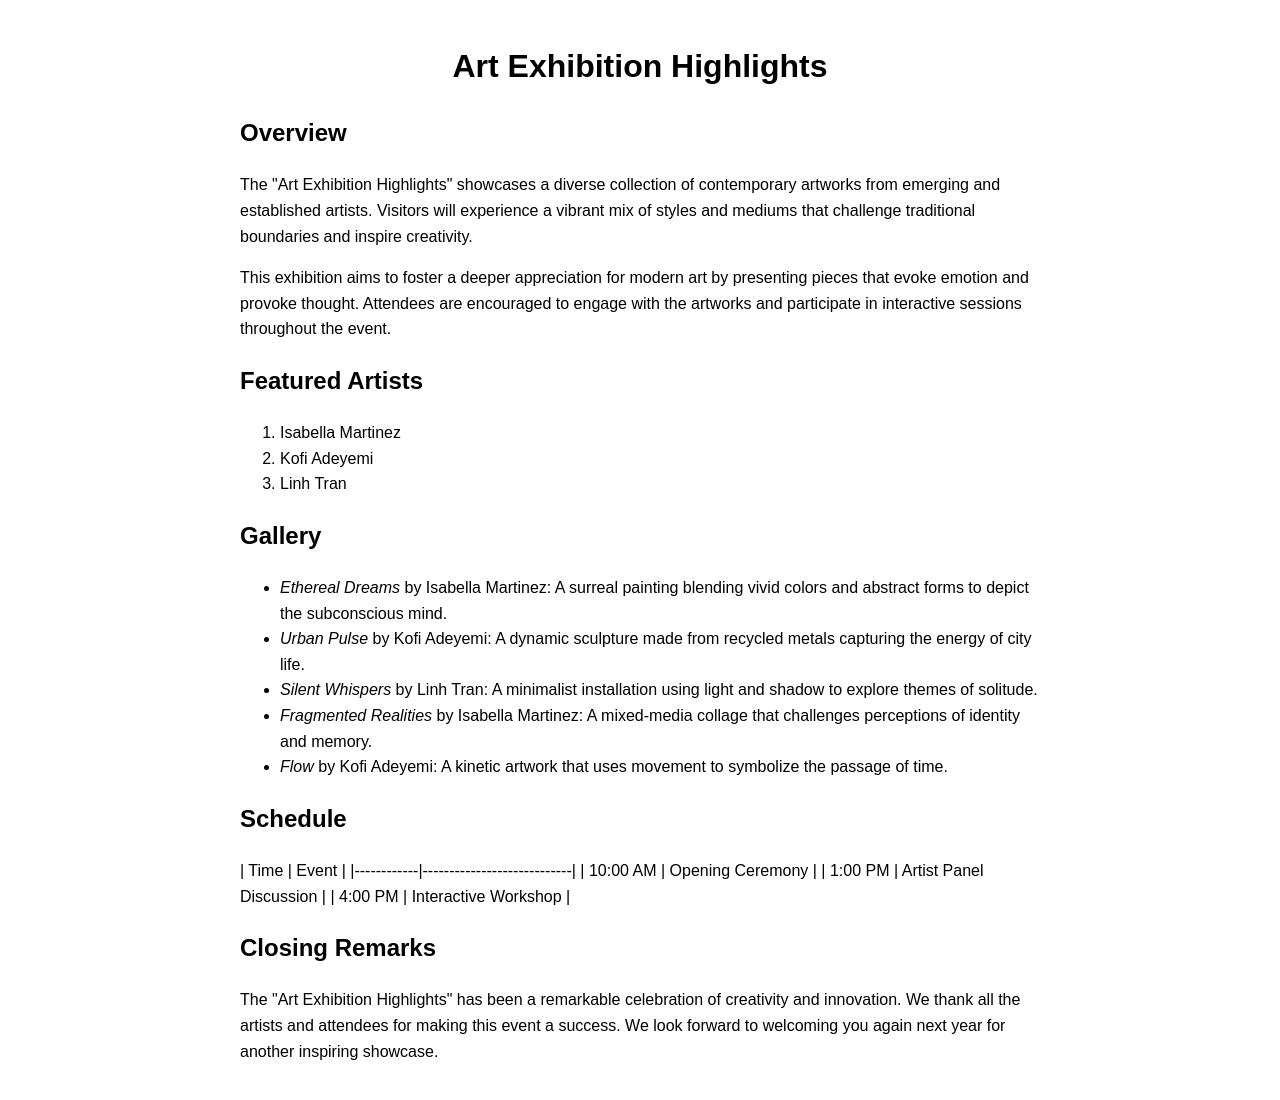 Art Exhibition Highlights
Overview
The "Art Exhibition Highlights" showcases a diverse collection of contemporary artworks from emerging and
established artists. Visitors will experience a vibrant mix of styles and mediums that challenge traditional
boundaries and inspire creativity.
This exhibition aims to foster a deeper appreciation for modern art by presenting pieces that evoke emotion and
provoke thought. Attendees are encouraged to engage with the artworks and participate in interactive sessions
throughout the event.
Featured Artists
1. Isabella Martinez
2. Kofi Adeyemi
3. Linh Tran
Gallery
• Ethereal Dreams by Isabella Martinez: A surreal painting blending vivid colors and abstract forms to depict
the subconscious mind.
• Urban Pulse by Kofi Adeyemi: A dynamic sculpture made from recycled metals capturing the energy of city
life.
• Silent Whispers by Linh Tran: A minimalist installation using light and shadow to explore themes of solitude.
• Fragmented Realities by Isabella Martinez: A mixed-media collage that challenges perceptions of identity
and memory.
• Flow by Kofi Adeyemi: A kinetic artwork that uses movement to symbolize the passage of time.
Schedule
| Time | Event | |------------|----------------------------| | 10:00 AM | Opening Ceremony | | 1:00 PM | Artist Panel
Discussion | | 4:00 PM | Interactive Workshop |
Closing Remarks
The "Art Exhibition Highlights" has been a remarkable celebration of creativity and innovation. We thank all the
artists and attendees for making this event a success. We look forward to welcoming you again next year for
another inspiring showcase.